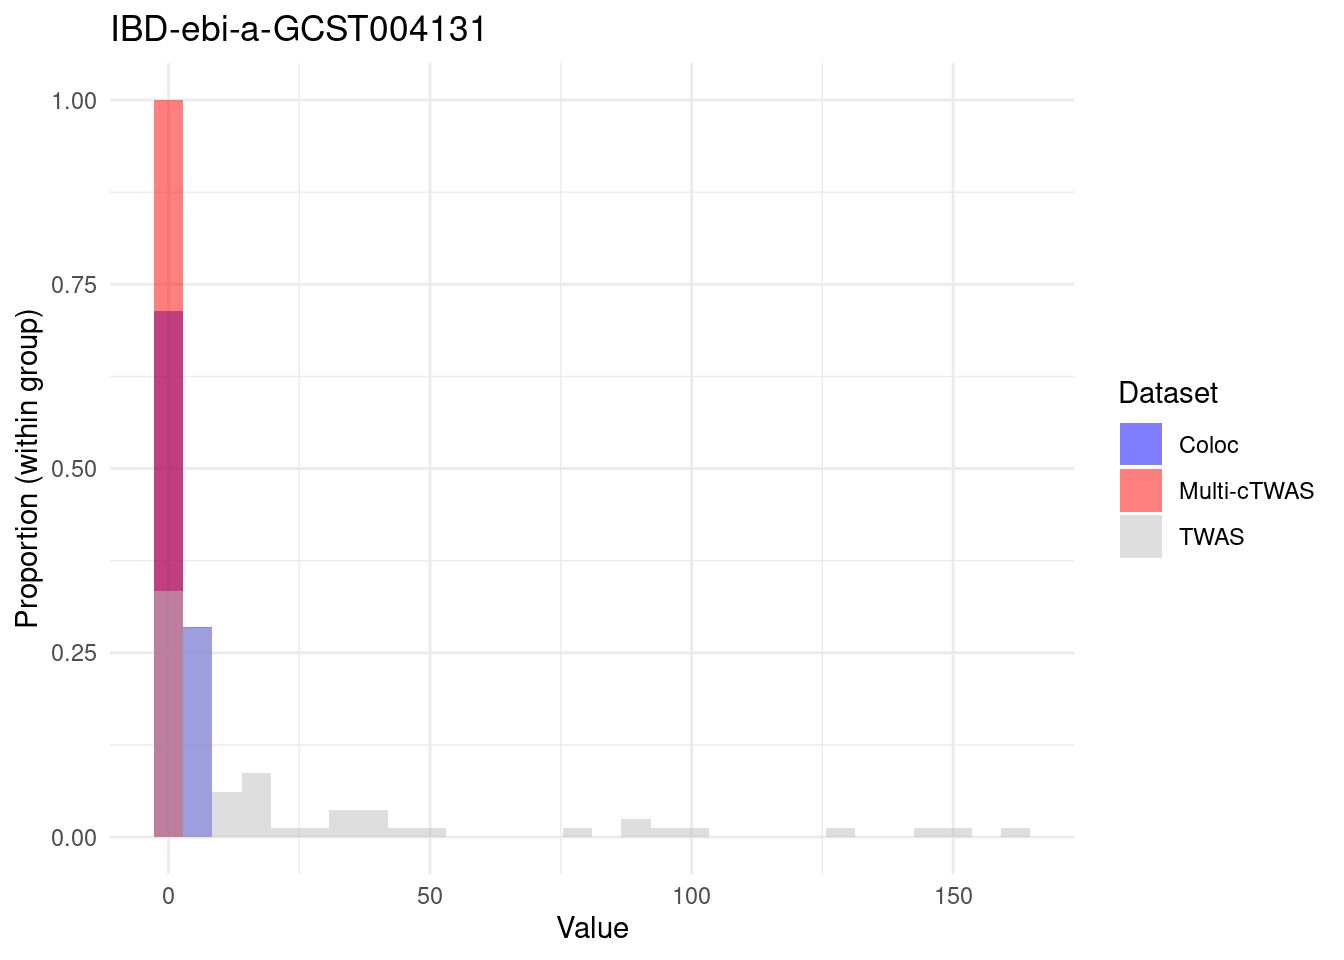 IBD-ebi-a-GCST004131
1.00
0.75
0.50
0.25
0.00
Proportion (within group)
0 50 100 150
Value
Dataset
Coloc
Multi-cTWAS
TWAS